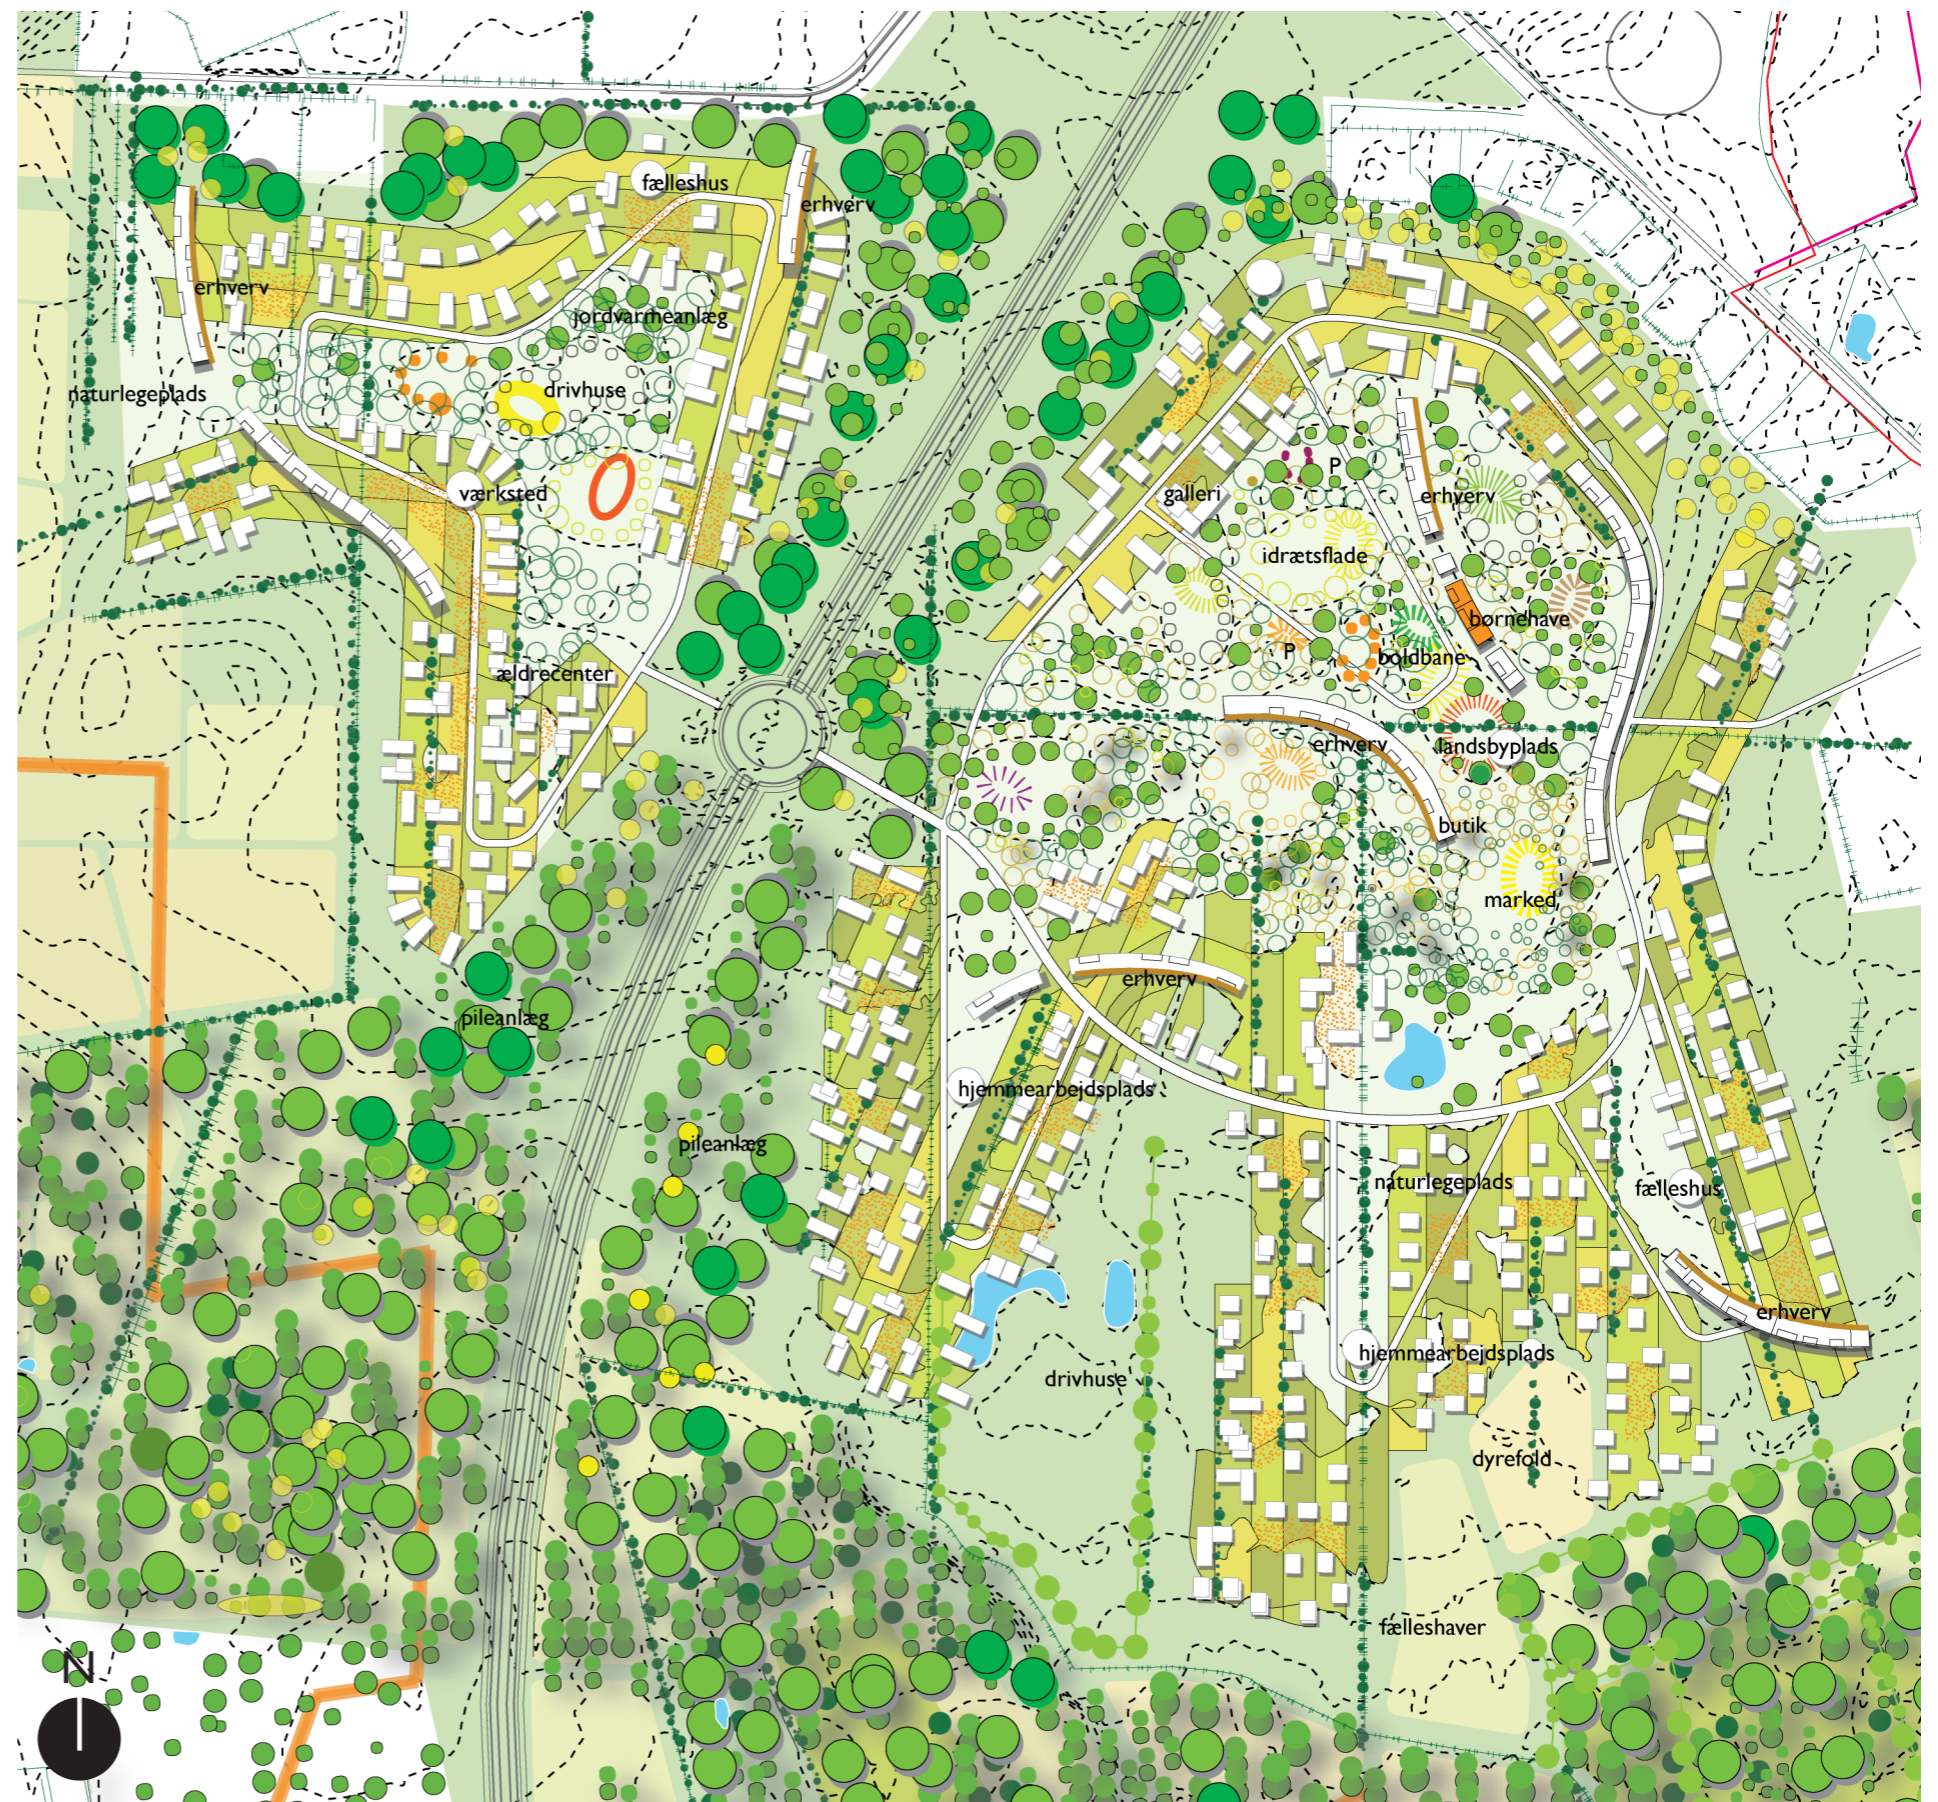 fælleshus
erhverv
erhverv
jordvarmeanlæg
drivhuse
naturlegeplads
værksted
galleri
P
erhverv
idrætsflade
børnehave
P
boldbane
ældrecenter
erhverv
landsbyplads
butik
marked
erhverv
pileanlæg
hjemmearbejdsplads
pileanlæg
naturlegeplads
fælleshus
erhverv
hjemmearbejdsplads
drivhuse
dyrefold
fælleshaver
N